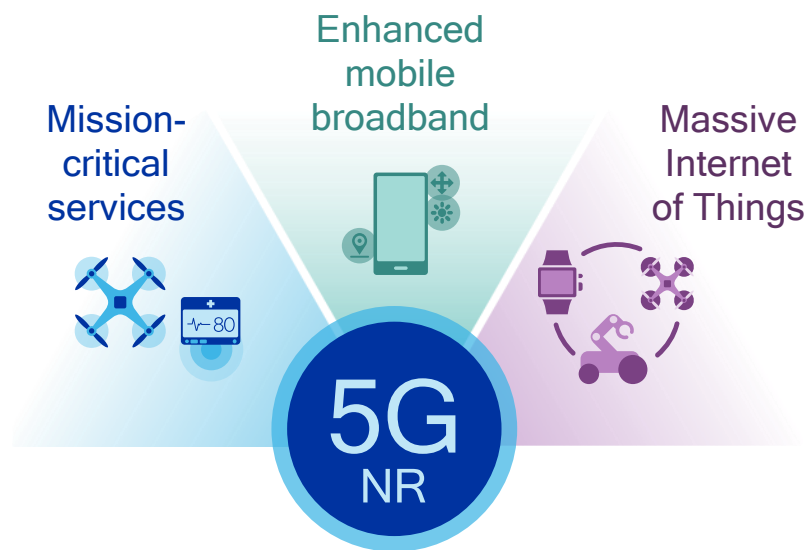 Enhanced
mobile
broadband
Mission-
critical
services
Massive
Internet
of Things
80
5G
NR